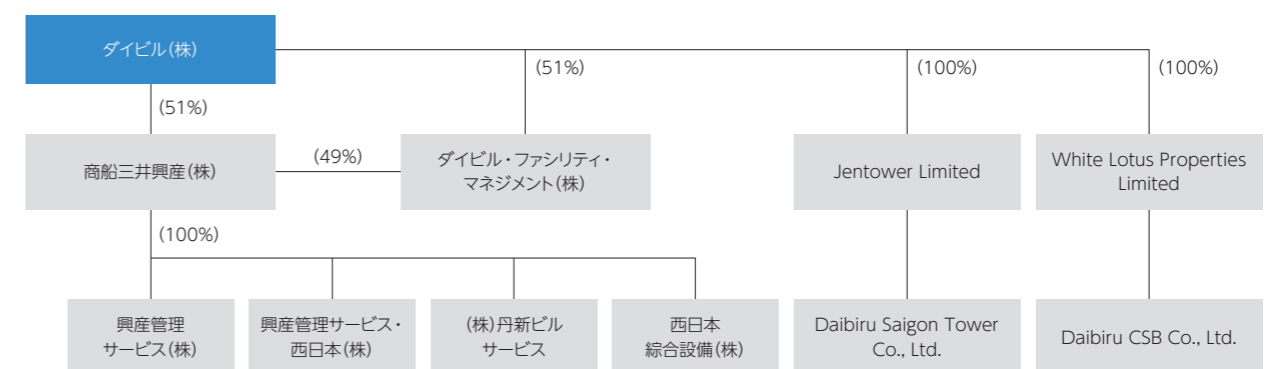 ダイビル(株)
(51%)
(51%)
(100%)
(100%)
商船三井興産(株)
(49%)
ダイビル・ファシリティ・
マネジメント(株)
Jentower Limited
White Lotus Properties
Limited
(100%)
興産管理
サービス(株)
興産管理サービス・
西日本(株)
(株)丹新ビル
サービス
西日本
綜合設備(株)
Daibiru Saigon Tower
Co., Ltd.
Daibiru CSB Co., Ltd.